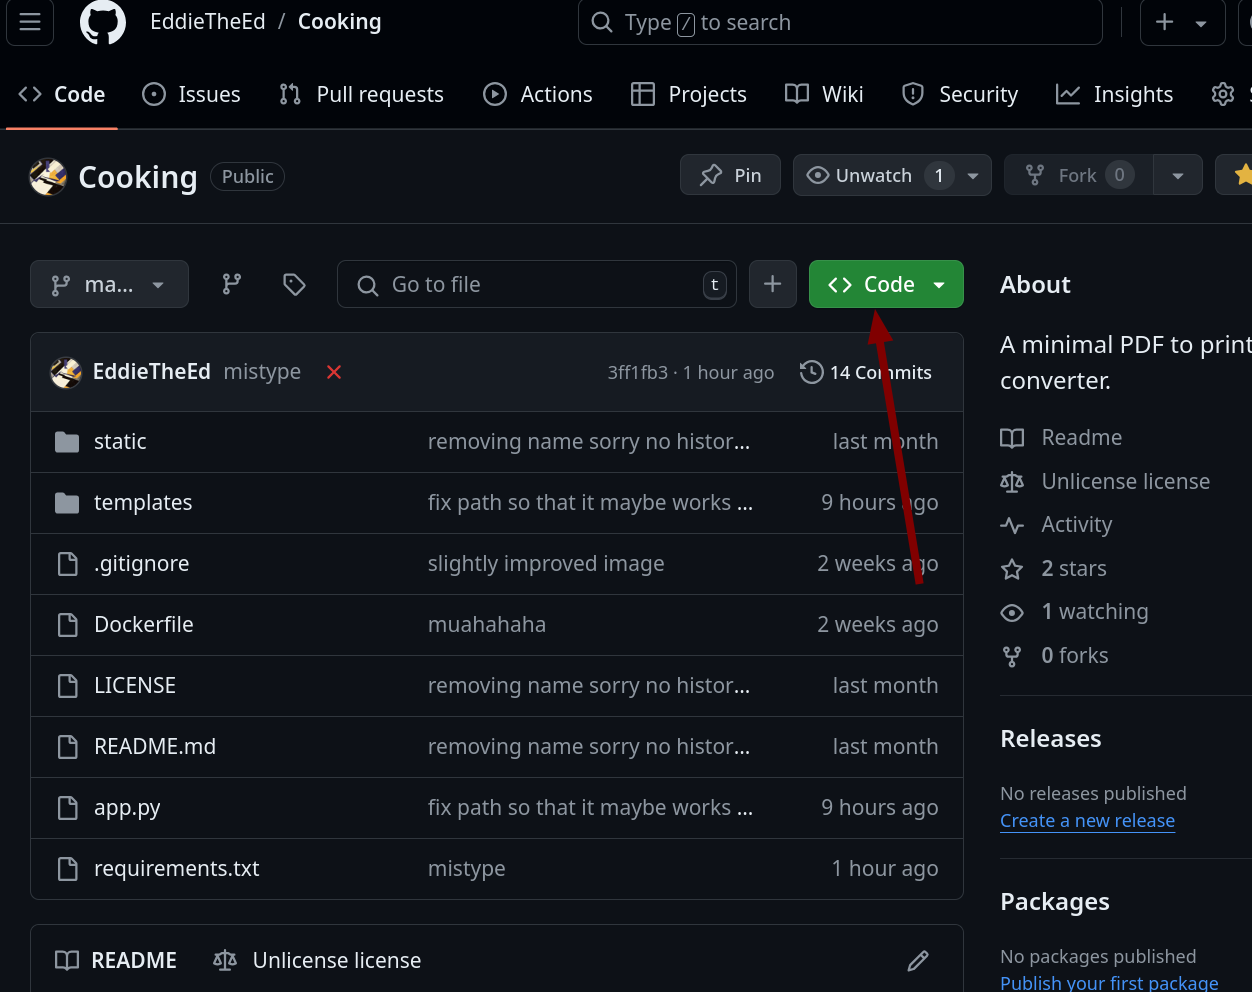 EddieTheEd / Cooking
Type / to search
Code Issues Pull requests Actions Projects Wiki Security Insights
Cooking Public
Pin Unwatch 1 Fork 0
ma... Go to file t Code
About
A minimal PDF to print
converter.
EddieTheEd mistype 3ff1fb3 · 1 hour ago 14 Commits
static removing name sorry no histor... last month
templates fix path so that it maybe works ... 9 hours ago
.gitignore slightly improved image 2 weeks ago
Dockerfile muahahaha 2 weeks ago
LICENSE removing name sorry no histor... last month
README.md removing name sorry no histor... last month
app.py fix path so that it maybe works ... 9 hours ago
requirements.txt mistype 1 hour ago
README Unlicense license
Readme
Unlicense license
Activity
2 stars
1 watching
0 forks
Releases
No releases published
Create a new release
Packages
No packages published
Publish your first package